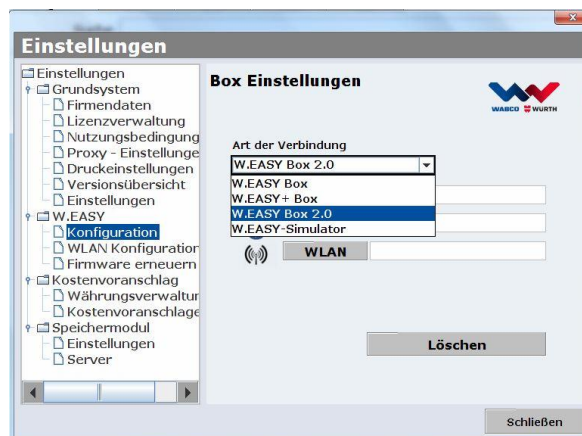 Einstellungen
Einstellungen
Grundsystem
Firmendaten
Lizenzverwaltung
Nutzungsbedingung
Proxy - Einstellunge
Druckeinstellungen
Versionsübersicht
Einstellungen
W.EASY
Konfiguration
WLAN Konfiguration
Firmware erneuern
Kostenvoranschlag
Währungsverwaltur
Kostenvoranschlage
Speichermodul
Einstellungen
Server
Box Einstellungen
WABCO WÜRTH
Art der Verbindung
W.EASY Box 2.0
W.EASY Box
W.EASY+ Box
W.EASY Box 2.0
W.EASY-Simulator
WLAN
Löschen
Schließen